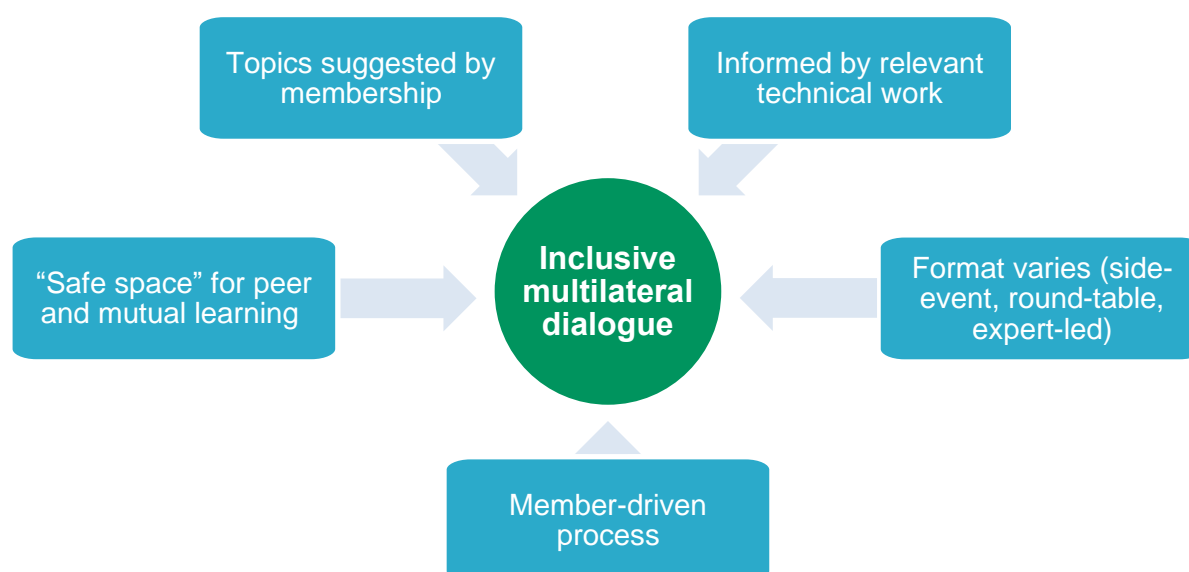 Topics suggested by
membership
Informed by relevant
technical work
“Safe space” for peer
and mutual learning
Inclusive
multilateral
dialogue
Format varies (side-
event, round-table,
expert-led)
Member-driven
process